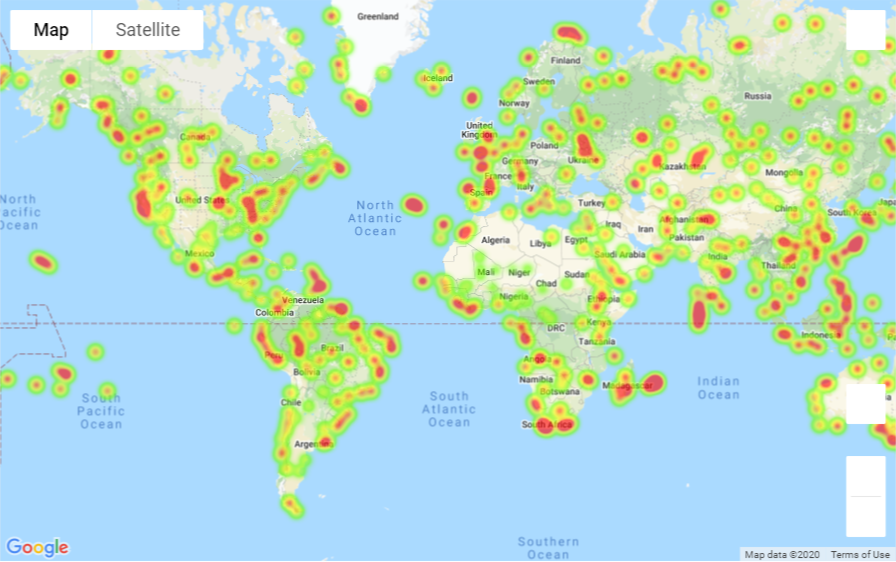 Map
Satellite
Greenland
Iceland
Finland
Sweden
Norway
Russia
United
Kingdom
Poland
Canada
Germany
Ukraine
Kazakhstan
France
Mongolia
Italy
Spain
United States
North
Atlantic
Ocean
Turkey
China
South Korea
Afghanistan
Iraq
Iran
Pakistan
Algeria
Libya
Egypt
Saudi Arabia
Mexico
India
Thailand
Mali
Niger
Chad
Sudan
Nigeria
Ethiopia
Venezuela
Colombia
DRC
Kenya
Indonesia
Tanzania
Brazil
Peru
Angola
Bolivia
Namibia
Botswana
Madagascar
Indian
Ocean
South
Pacific
Ocean
South
Atlantic
Ocean
Chile
South Africa
Argentina
Southern
Ocean
North
Ocean
Google
Map data ©2020
Terms of Use